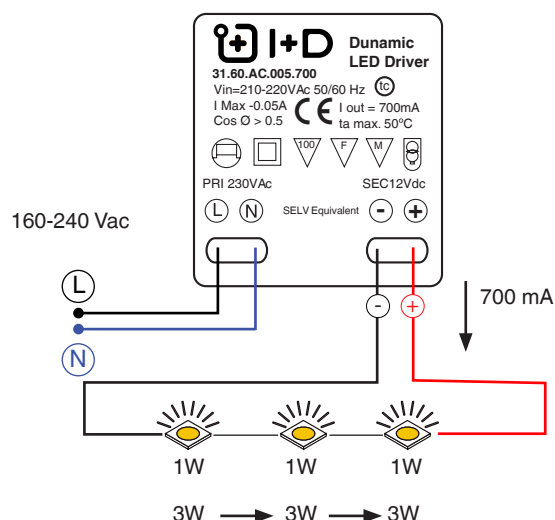 I+D
Dunamic
LED Driver
31.60.AC.005.700
Vin=210-220VAc 50/60 Hz
tc
I Max -0.05A
CE
I out = 700mA
Cos Ø > 0.5
ta max. 50ºC
100
F
M
PRI 230VAc
SEC12Vdc
L
N
SELV Equivalent
-
+
160-240 Vac
L
N
-
+
700 mA
1W
1W
1W
3W
3W
3W